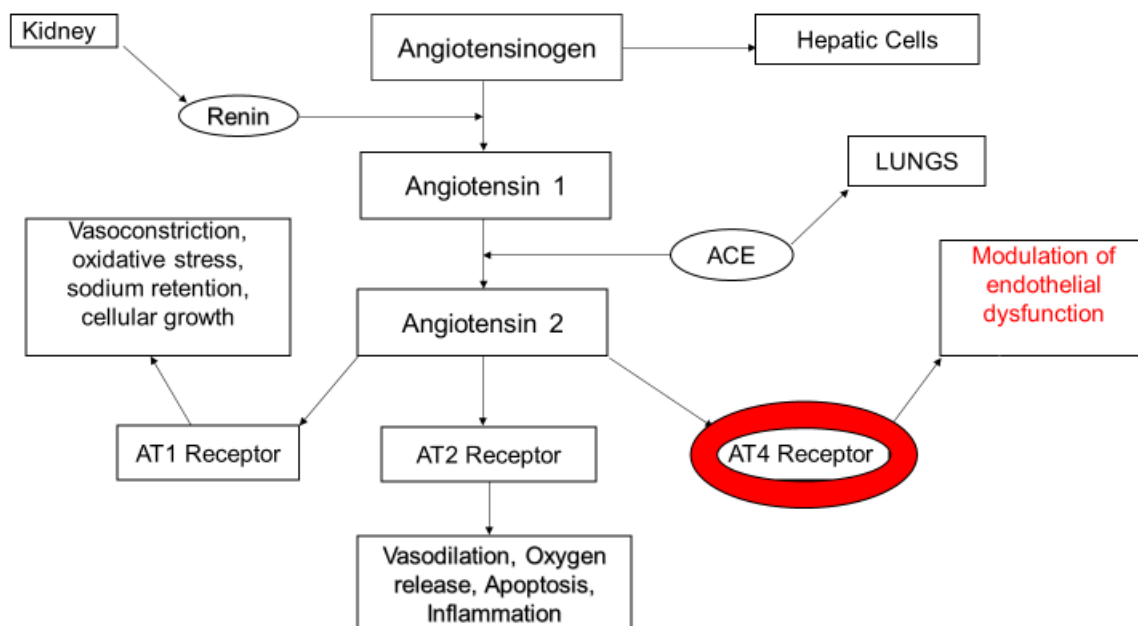 Kidney
Angiotensinogen
Hepatic Cells
Renin
Angiotensin 1
LUNGS
Vasoconstriction,
oxidative stress,
sodium retention,
cellular growth
ACE
Modulation of
endothelial
dysfunction
Angiotensin 2
AT1 Receptor
AT2 Receptor
AT4 Receptor
Vasodilation, Oxygen
release, Apoptosis,
Inflammation